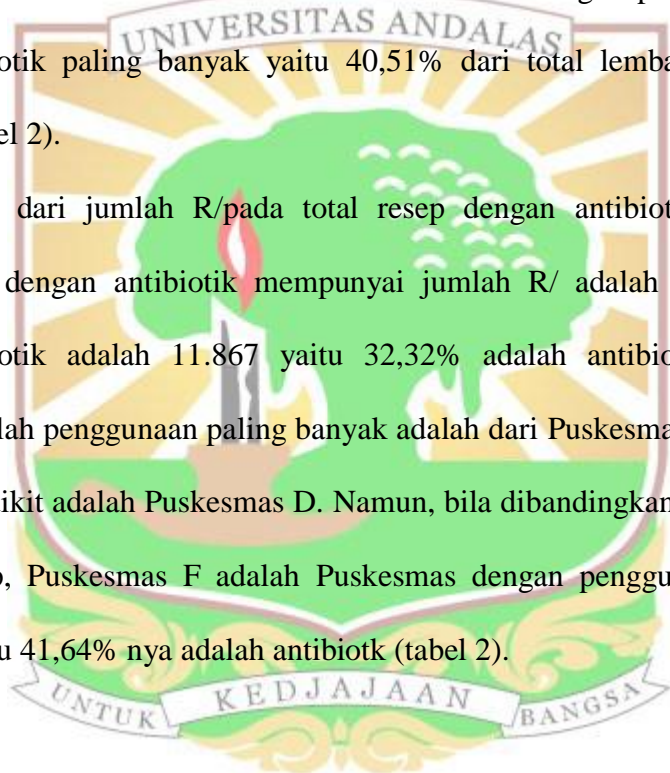 UNIVERSITAS ANDALAS
otik paling banyak yaitu 40,51% dari total lemba
el 2).
dari jumlah R/pada total resep dengan antibiot
dengan antibiotik mempunyai jumlah R/ adalah
otik adalah 11.867 yaitu 32,32% adalah antibio
lah penggunaan paling banyak adalah dari Puskesma
ikit adalah Puskesmas D. Namun, bila dibandingkan
, Puskesmas F adalah Puskesmas dengan penggu
u 41,64% nya adalah antibiotk (tabel 2).
UNTUK KEDJAJAAN BANGSA